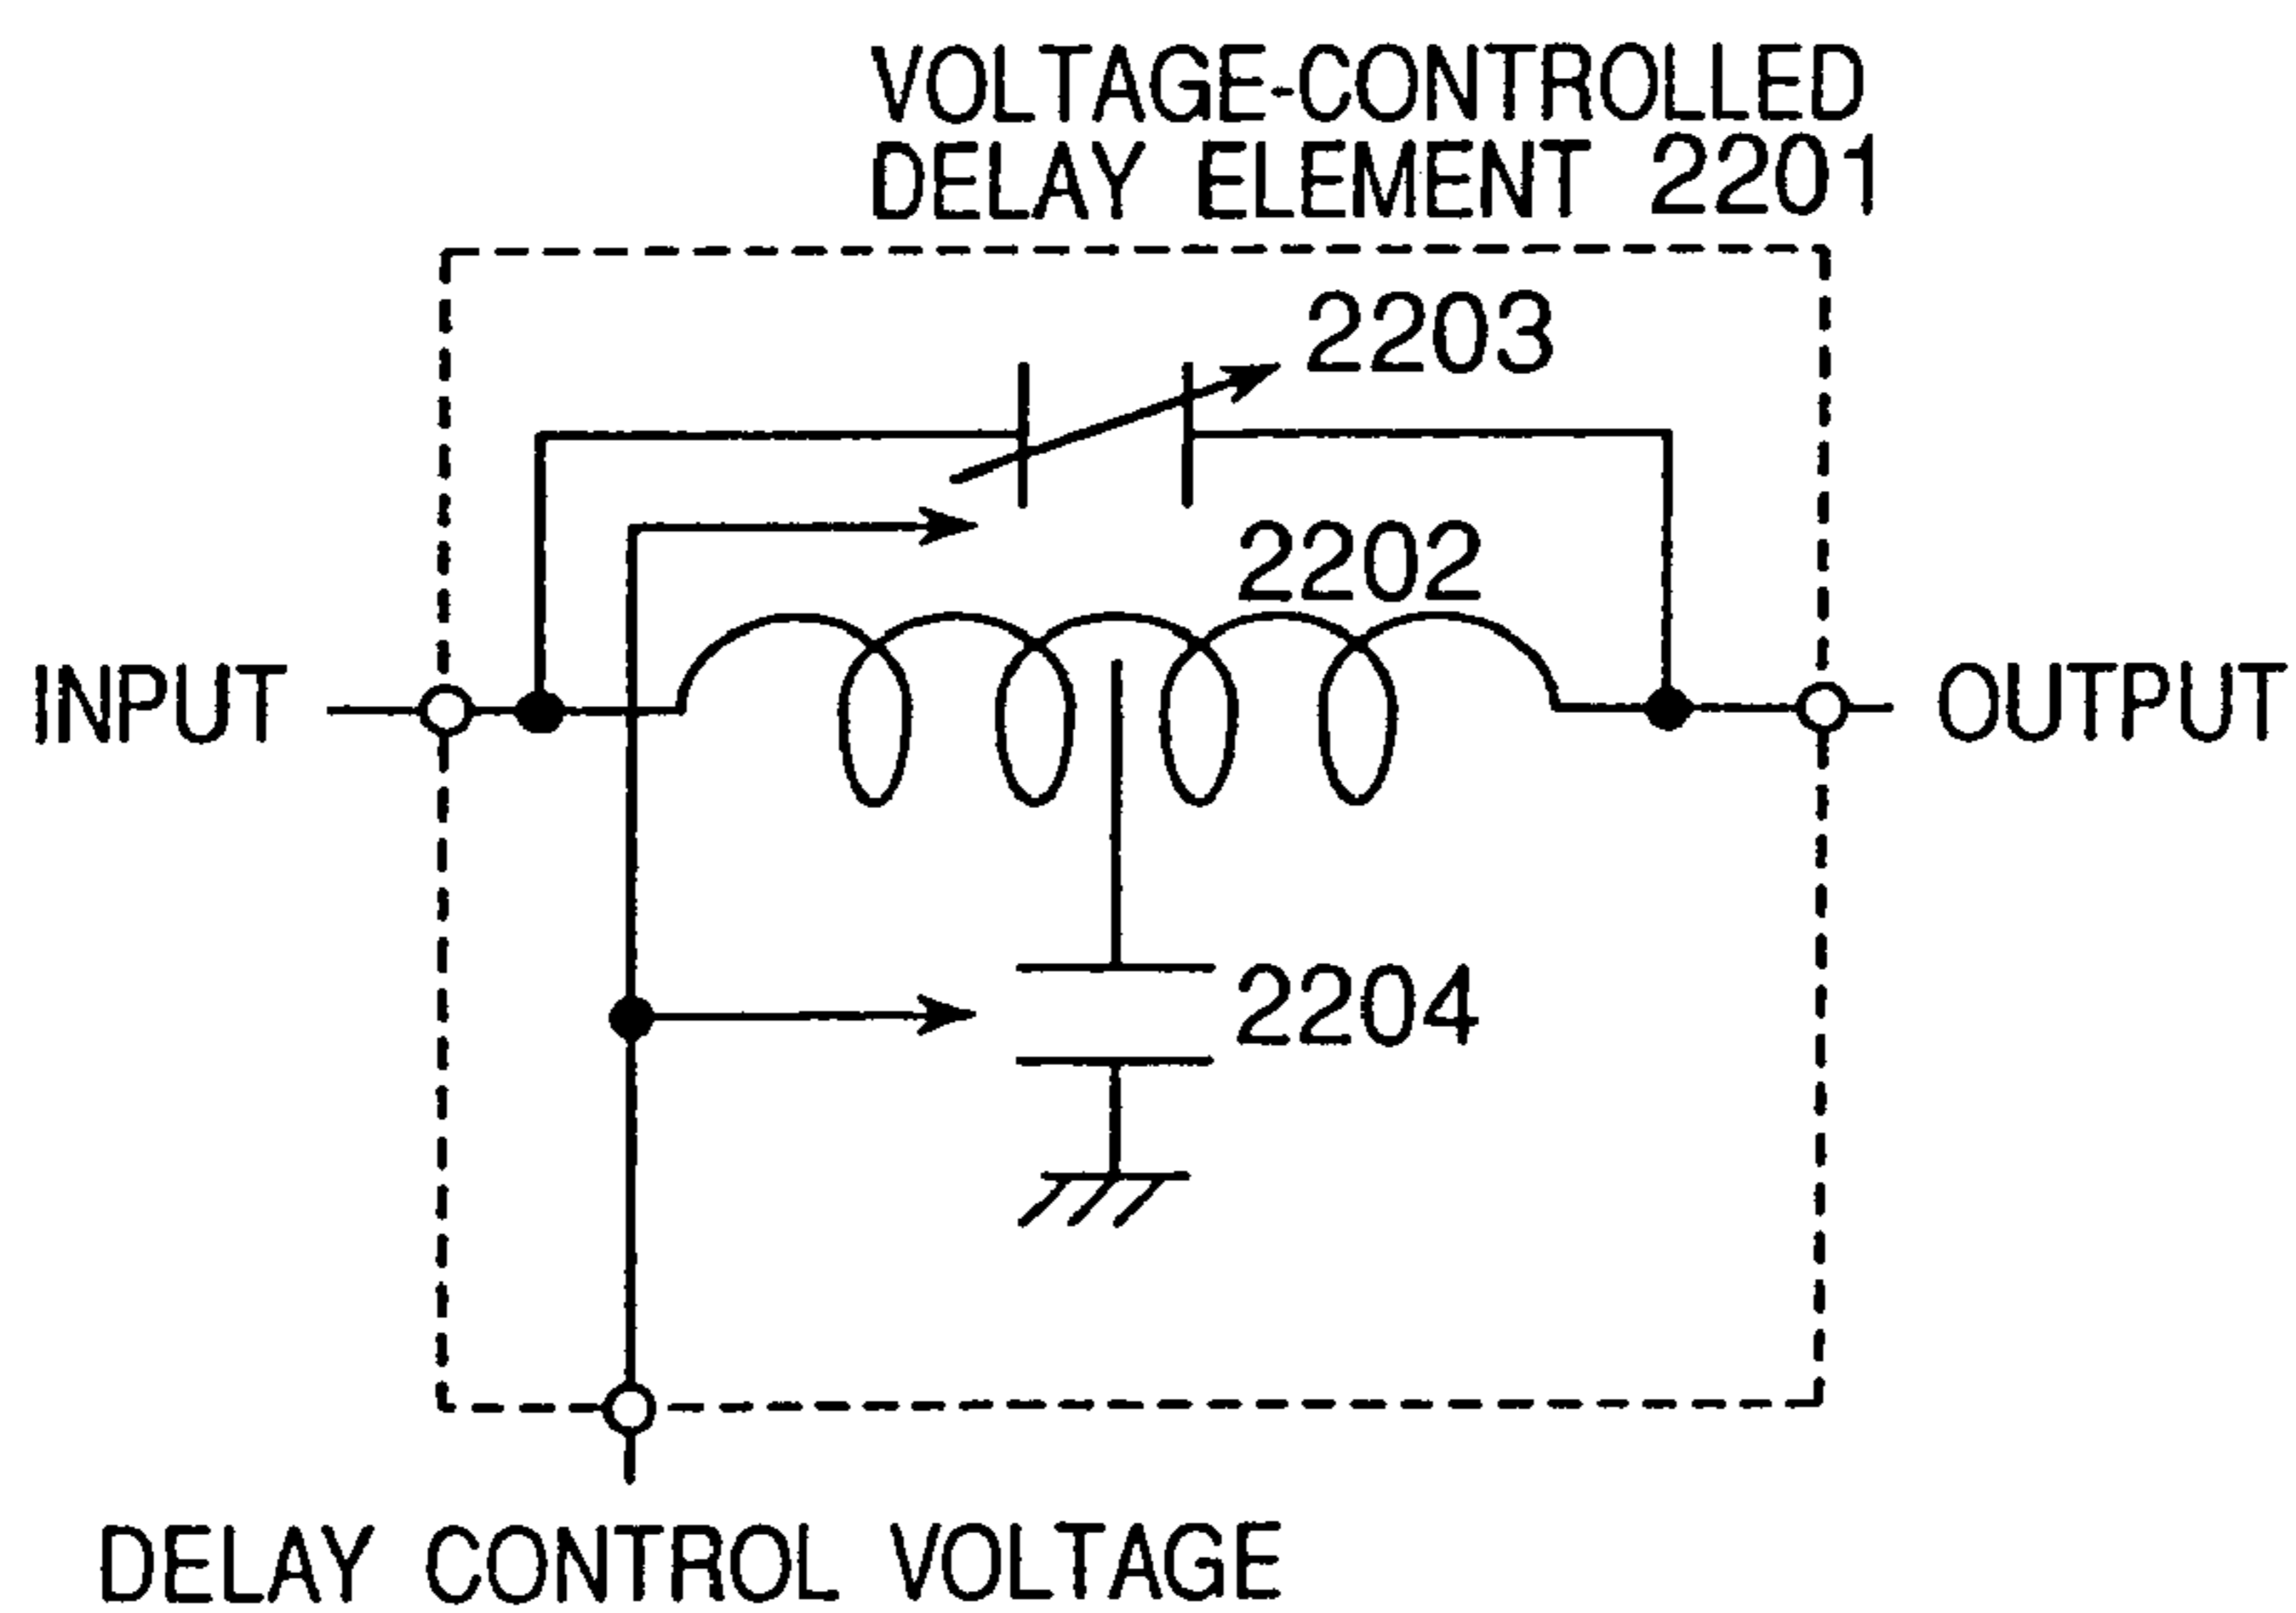 VOLTAGE-CONTROLLED
DELAY ELEMENT 2201
2203
2202
INPUT
OUTPUT
2204
DELAY CONTROL VOLTAGE